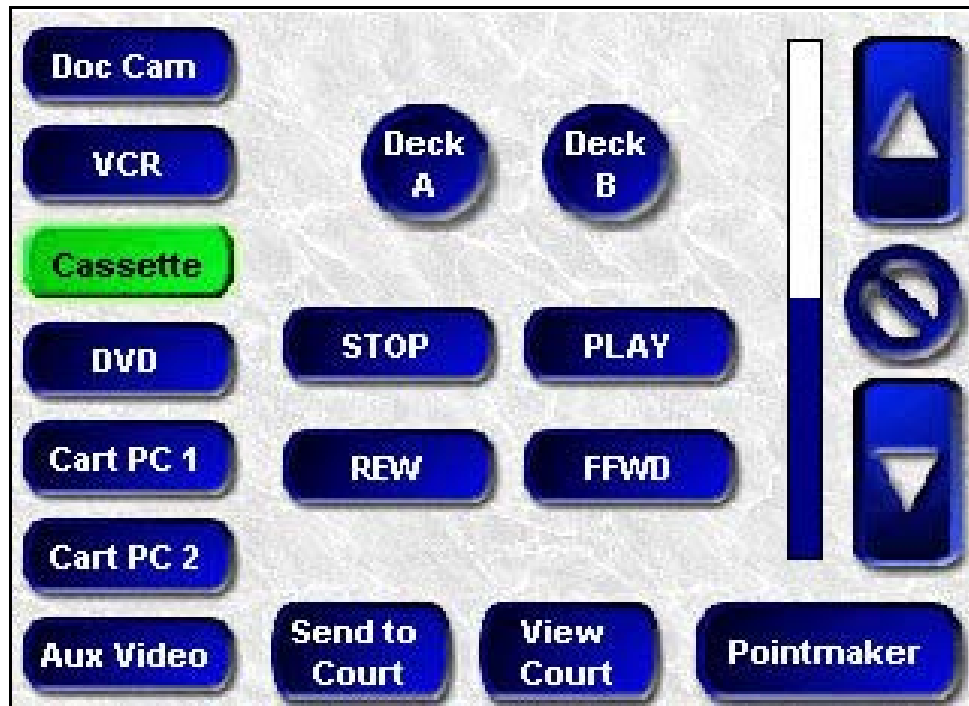 Doc Cam
VCR
Cassette
DVD
Cart PC 1
Cart PC 2
Aux Video
Deck
A
Deck
B
STOP
PLAY
REW
FFWD
Send to
Court
View
Court
Pointmaker